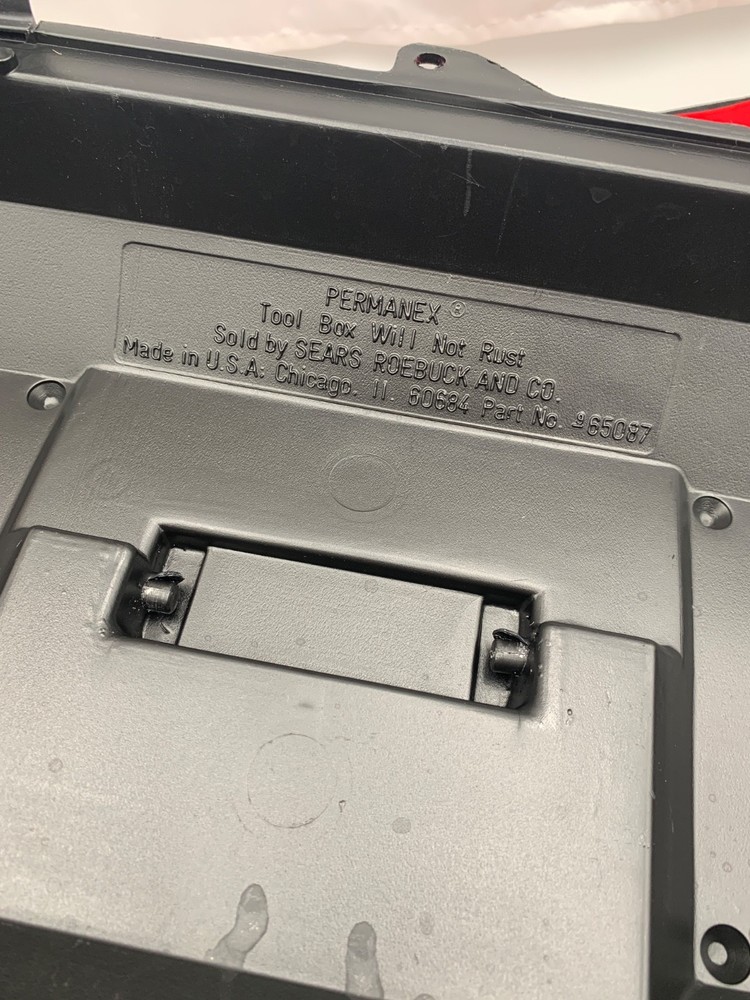 PERMANEX ®
Tool Box Will Not Rust
Sold by SEARS ROEBUCK AND CO.
Made in U.S.A: Chicago, Il. 60684 Part No. 965087